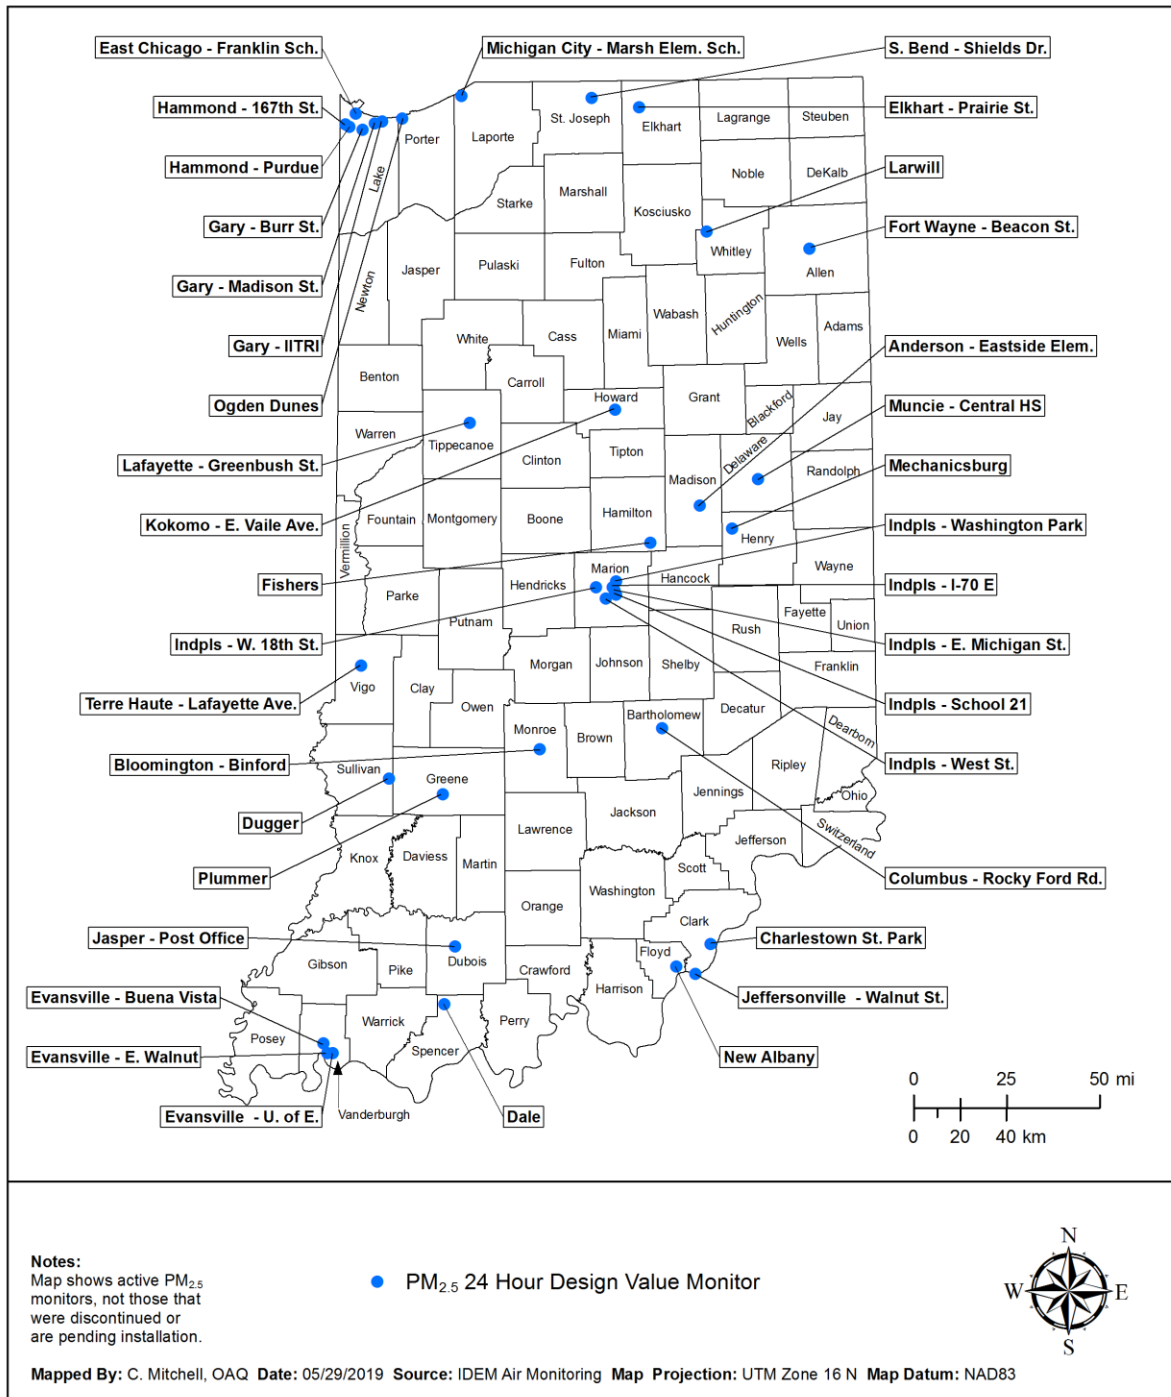 East Chicago - Franklin Sch.
Michigan City - Marsh Elem. Sch.
S. Bend - Shields Dr.
Hammond - 167th St.
Elkhart - Prairie St.
Hammond - Purdue
Larwill
Gary - Burr St.
Fort Wayne - Beacon St.
Gary - Madison St.
Gary - IITRI
Anderson - Eastside Elem.
Ogden Dunes
Muncie - Central HS
Lafayette - Greenbush St.
Mechanicsburg
Kokomo - E. Vaile Ave.
Indpls - Washington Park
Fishers
Indpls - I-70 E
Indpls - W. 18th St.
Indpls - E. Michigan St.
Terre Haute - Lafayette Ave.
Indpls - School 21
Bloomington - Binford
Indpls - West St.
Dugger
Plummer
Columbus - Rocky Ford Rd.
Jasper - Post Office
Charlestown St. Park
Evansville - Buena Vista
Jeffersonville - Walnut St.
Evansville - E. Walnut
New Albany
Evansville - U. of E.
Dale
Lake
Porter
Laporte
St. Joseph
Elkhart
Lagrange
Steuben
Noble
DeKalb
Starke
Marshall
Kosciusko
Whitley
Allen
Newton
Jasper
Pulaski
Fulton
Wabash
Huntington
Wells
Adams
White
Cass
Miami
Benton
Carroll
Howard
Grant
Blackford
Jay
Warren
Tippecanoe
Clinton
Tipton
Madison
Delaware
Randolph
Vermillion
Fountain
Montgomery
Boone
Hamilton
Henry
Wayne
Parke
Putnam
Hendricks
Marion
Hancock
Rush
Fayette
Union
Vigo
Clay
Owen
Morgan
Johnson
Shelby
Franklin
Decatur
Sullivan
Greene
Monroe
Brown
Bartholomew
Dearborn
Ripley
Jennings
Ohio
Switzerland
Jefferson
Knox
Daviess
Martin
Lawrence
Jackson
Scott
Washington
Orange
Clark
Floyd
Gibson
Pike
Dubois
Crawford
Harrison
Posey
Vanderburgh
Warrick
Spencer
Perry
0 25 50 mi
0 20 40 km
Notes:
Map shows active PM2.5
monitors, not those that
were discontinued or
are pending installation.
PM2.5 24 Hour Design Value Monitor
N
W
E
S
Mapped By: C. Mitchell, OAQ Date: 05/29/2019 Source: IDEM Air Monitoring Map Projection: UTM Zone 16 N Map Datum: NAD83